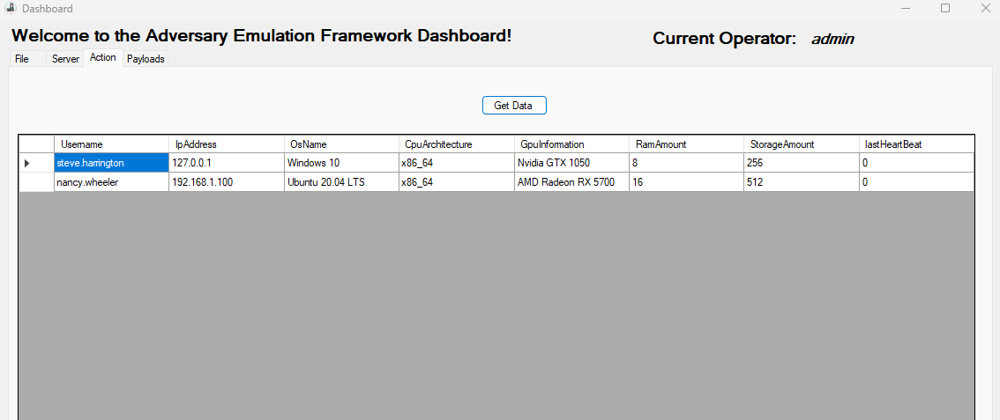 Dashboard
Welcome to the Adversary Emulation Framework Dashboard!
Current Operator: admin
File Server Action Payloads
Get Data
Username IpAddress OsName CpuArchitecture GpuInformation RamAmount StorageAmount lastHeartBeat
steve.harrington 127.0.0.1 Windows 10 x86_64 Nvidia GTX 1050 8 256 0
nancy.wheeler 192.168.1.100 Ubuntu 20.04 LTS x86_64 AMD Radeon RX 5700 16 512 0